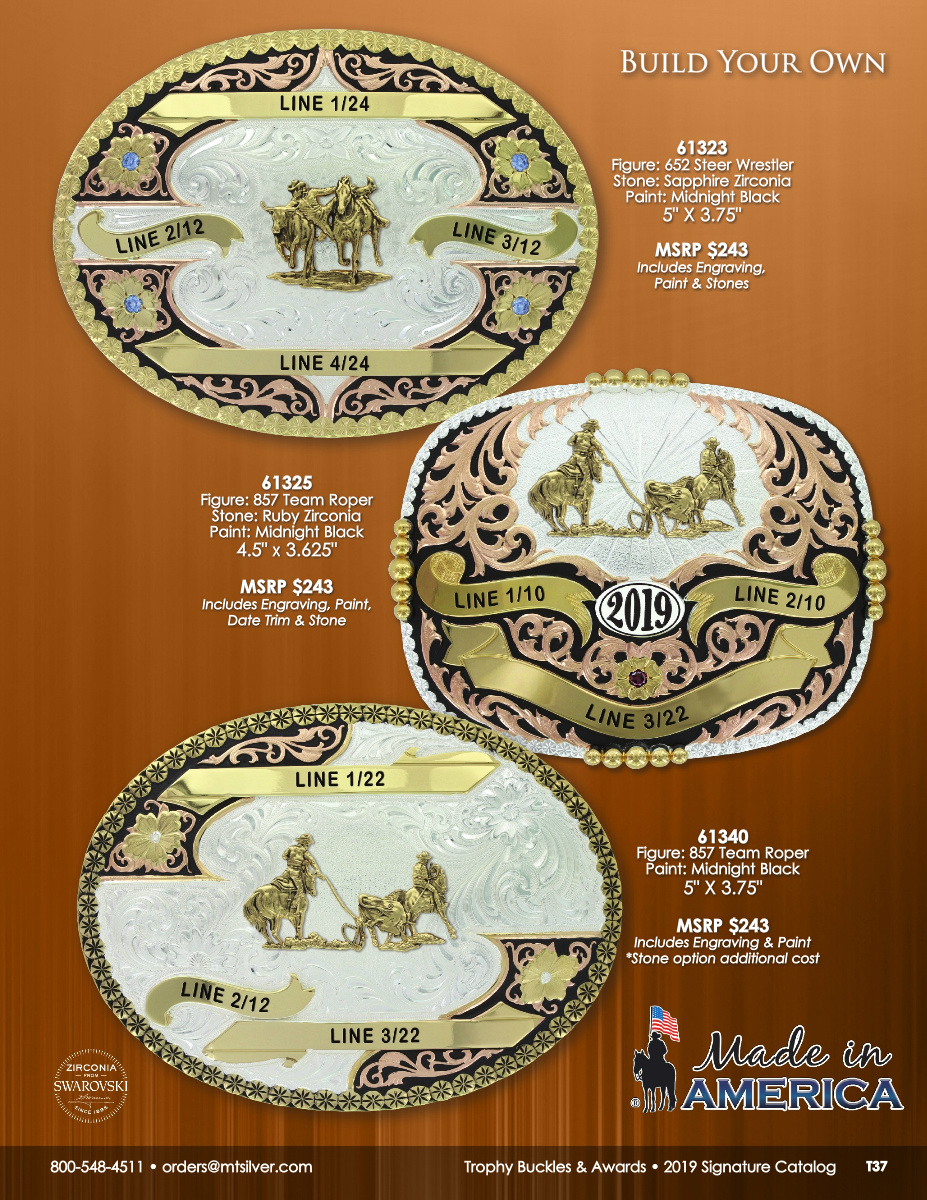 BUILD YOUR OWN
LINE 1/24
LINE 2/12
LINE 3/12
LINE 4/24
61323
Figure: 652 Steer Wrestler
Stone: Sapphire Zirconia
Paint: Midnight Black
5" X 3.75"
MSRP $243
Includes Engraving,
Paint & Stones
61325
Figure: 857 Team Roper
Stone: Ruby Zirconia
Paint: Midnight Black
4.5" x 3.625"
MSRP $243
Includes Engraving, Paint,
Date Trim & Stone
LINE 1/10
2019
LINE 2/10
LINE 3/22
LINE 1/22
LINE 2/12
LINE 3/22
61340
Figure: 857 Team Roper
Paint: Midnight Black
5" X 3.75"
MSRP $243
Includes Engraving & Paint
*Stone option additional cost
ZIRCONIA
FROM
SWAROVSKI
SINCE 1895
Made in
AMERICA
®
800-548-4511 • orders@mtsilver.com
Trophy Buckles & Awards • 2019 Signature Catalog T37